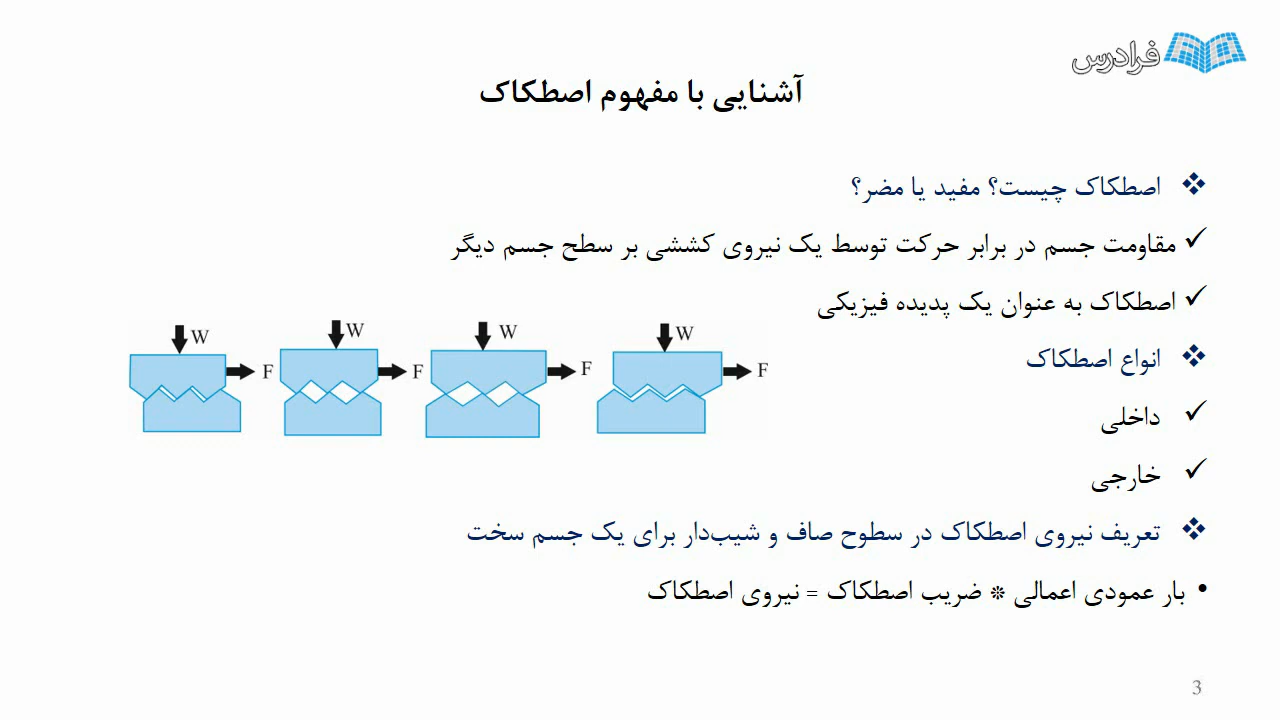 فرادرس
آشنایی با مفهوم اصطکاک
اصطکاک چیست؟ مفید یا مضر؟
مقاومت جسم در برابر حرکت توسط یک نیروی کششی بر سطح جسم دیگر
اصطکاک به عنوان یک پدیده فیزیکی
W
F
W
F
W
F
W
F
انواع اصطکاک
داخلی
خارجی
تعریف نیروی اصطکاک در سطوح صاف و شیب‌دار برای یک جسم سخت
بار عمودی اعمالی * ضریب اصطکاک = نیروی اصطکاک
3